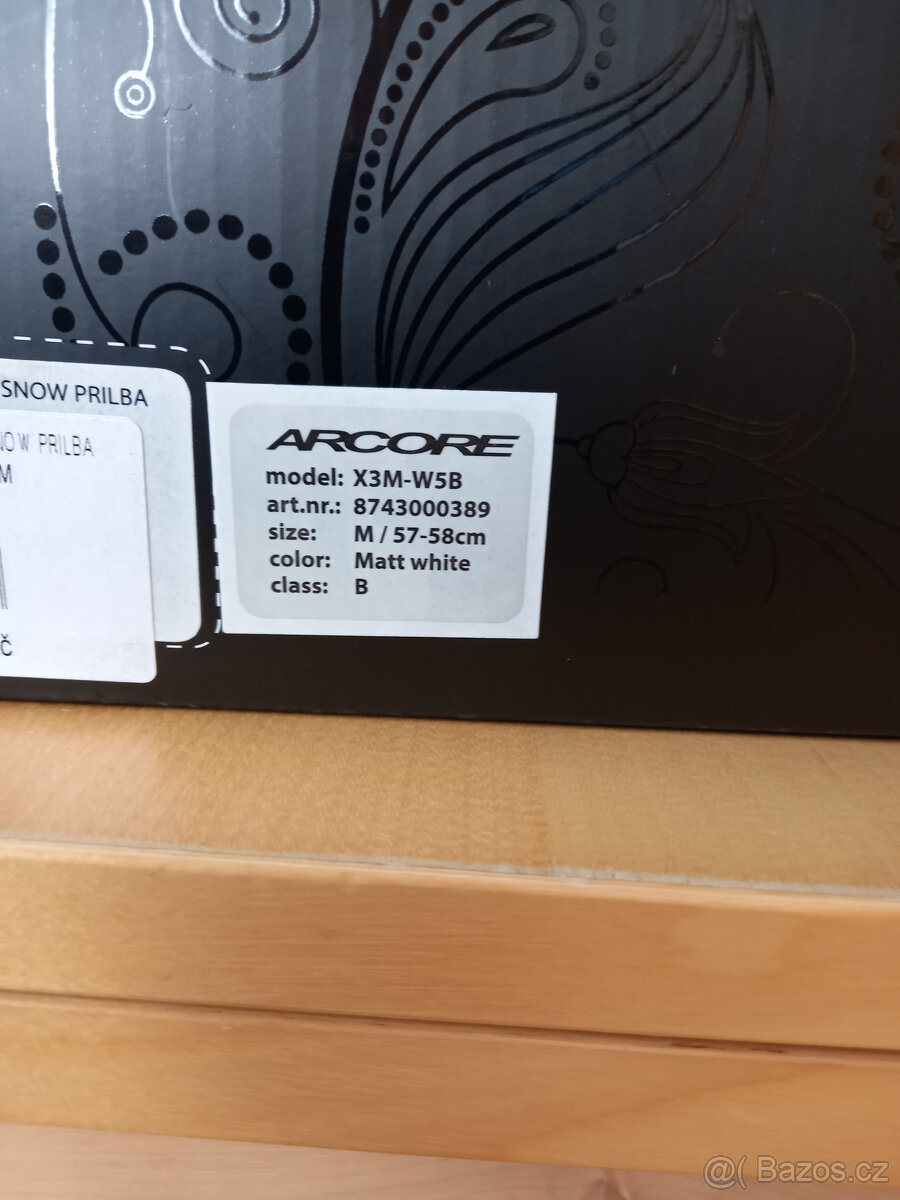 SNOW PRILBA
NOW PRILBA
M
Č
ARCORE
model: X3M-W5B
art.nr.: 8743000389
size: M / 57-58cm
color: Matt white
class: B
@( Bazos.cz